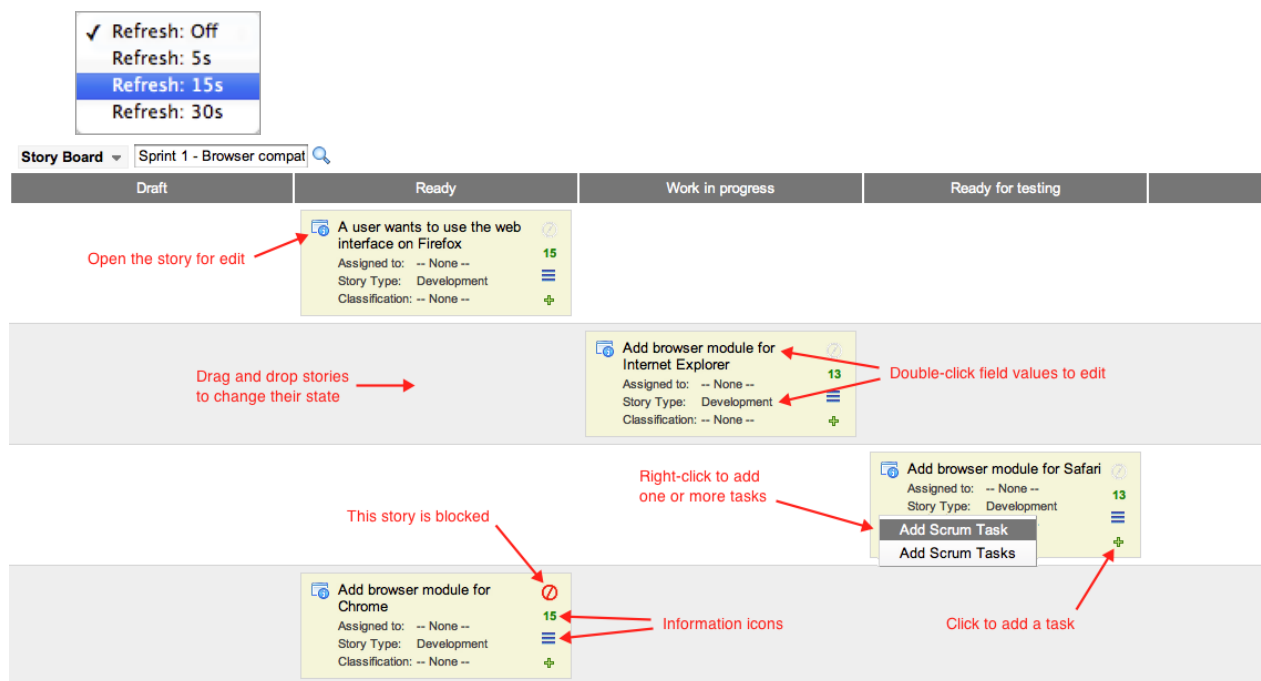 ✓ Refresh: Off
Refresh: 5s
Refresh: 15s
Refresh: 30s
Story Board
Sprint 1 - Browser compat
Draft
Ready
Work in progress
Ready for testing
A user wants to use the web
interface on Firefox
15
Assigned to: -- None --
Story Type: Development
Classification: -- None --
Open the story for edit
Add browser module for
Internet Explorer
13
Assigned to: -- None --
Story Type: Development
Classification: -- None --
Drag and drop stories
to change their state
Double-click field values to edit
Add browser module for Safari
Assigned to: -- None --
13
Story Type: Development
Add Scrum Task
Add Scrum Tasks
Right-click to add
one or more tasks
This story is blocked
Add browser module for
Chrome
15
Assigned to: -- None --
Story Type: Development
Classification: -- None --
Information icons
Click to add a task